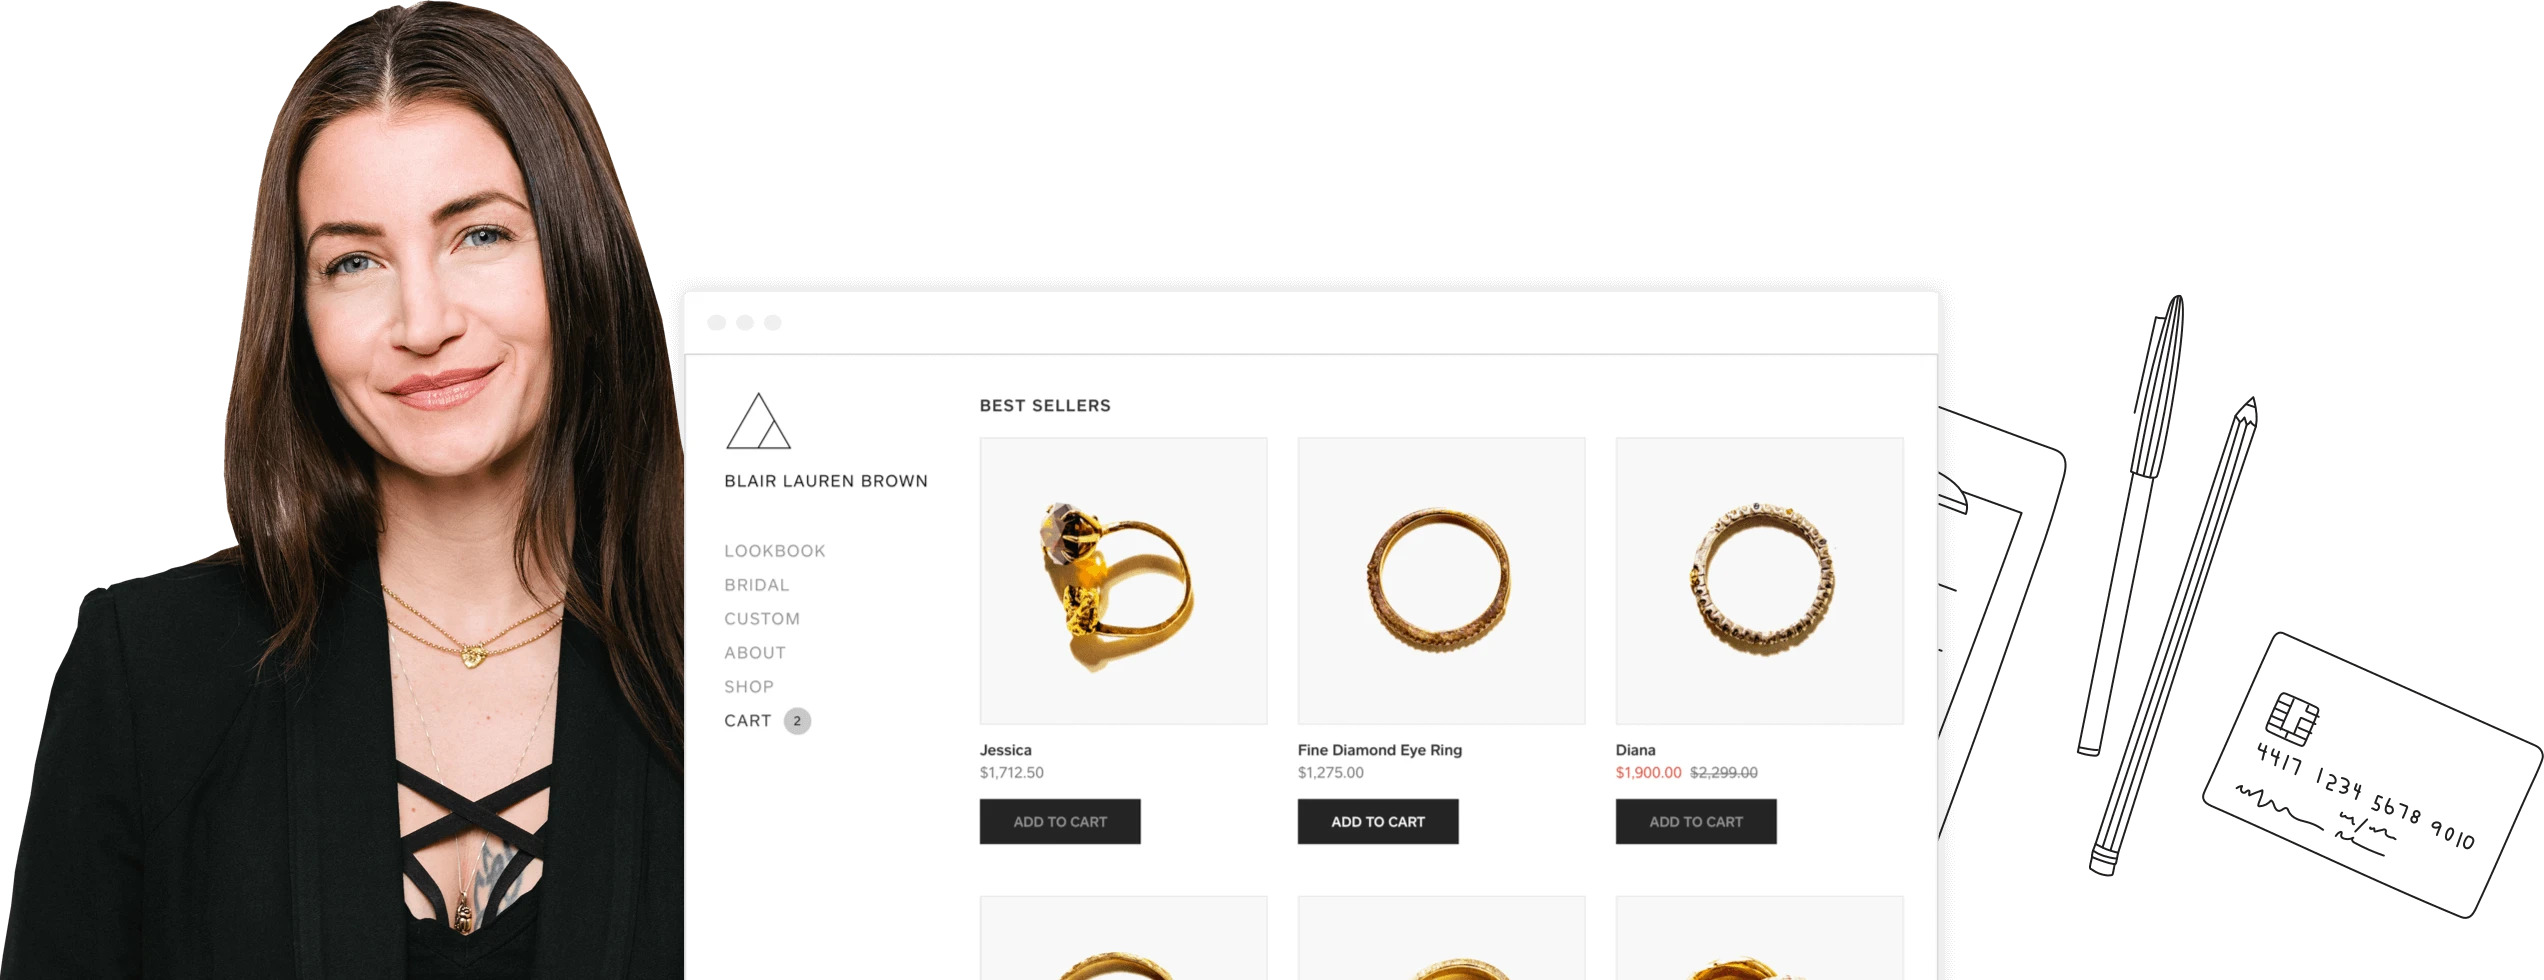 BLAIR LAUREN BROWN
LOOKBOOK
BRIDAL
CUSTOM
ABOUT
SHOP
CART 2
BEST SELLERS
Jessica
$1,712.50
ADD TO CART
Fine Diamond Eye Ring
$1,275.00
ADD TO CART
Diana
$1,900.00 $2,299.00
ADD TO CART
4417 1234 5678 9010